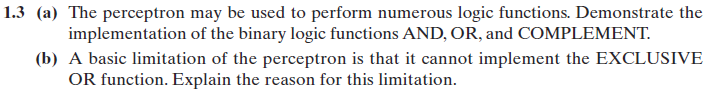 1.3 (a) The perceptron may be used to perform numerous logic functions. Demonstrate the
implementation of the binary logic functions AND, OR, and COMPLEMENT.
(b) A basic limitation of the perceptron is that it cannot implement the EXCLUSIVE
OR function. Explain the reason for this limitation.